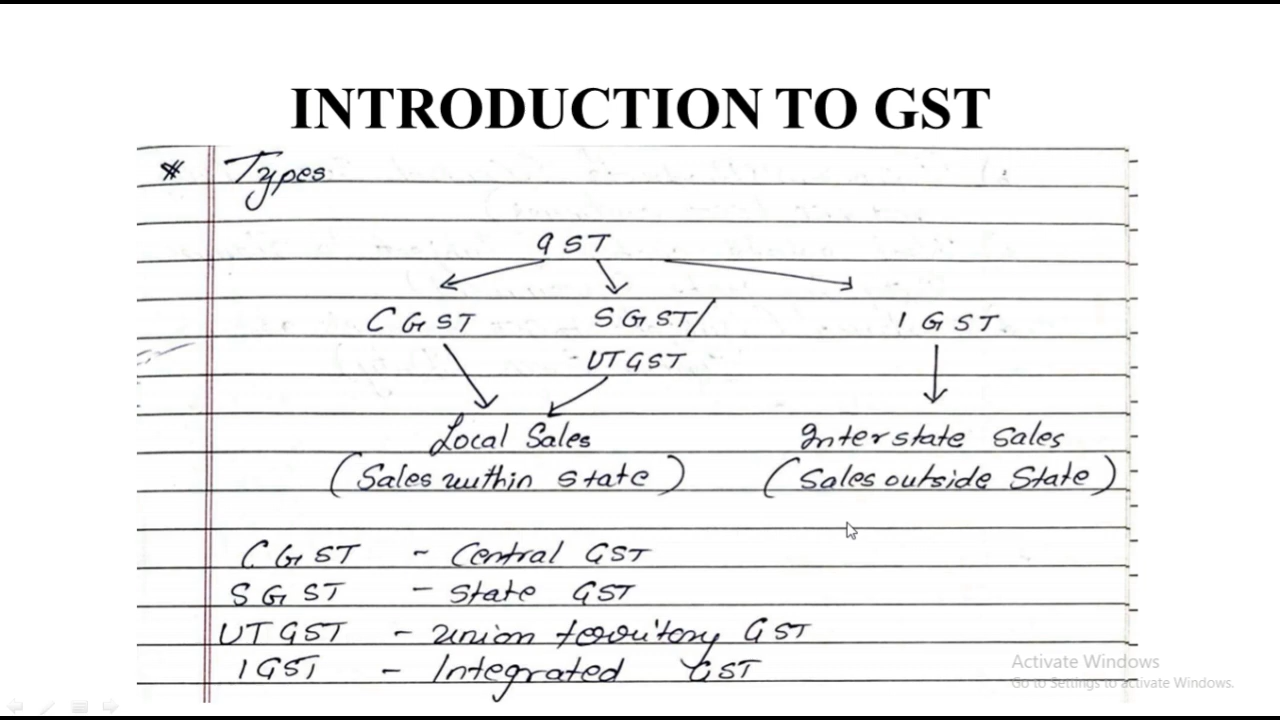 INTRODUCTION TO GST
* Types
GST
CGST SGST/ IGST
UTGST
Local Sales Interstate Sales
(Sales within state) (Sales outside State)
CGST - Central GST
SGST - State GST
UTGST - union territory GST
IGST - Integrated GST
Activate Windows
Go to Settings to activate Windows.